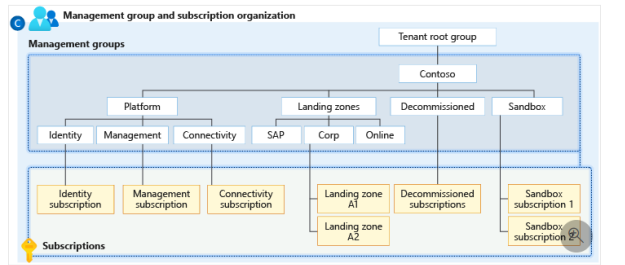 C
Management group and subscription organization
Management groups
Tenant root group
Contoso
Platform
Landing zones
Decommissioned
Sandbox
Identity
Management
Connectivity
SAP
Corp
Online
Identity
subscription
Management
subscription
Connectivity
subscription
Landing zone
A1
Decommissioned
subscriptions
Sandbox
subscription 1
Landing zone
A2
Sandbox
subscription 2
Subscriptions